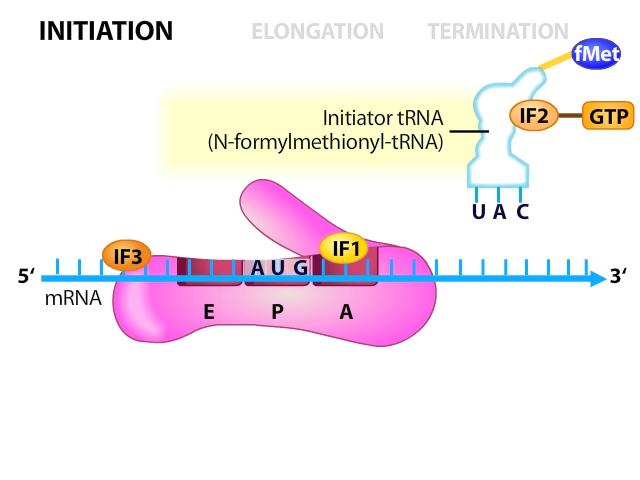 INITIATION ELONGATION TERMINATION
fMet
Initiator tRNA
(N-formylmethionyl-tRNA)
IF2 GTP
U A C
IF3 IF1
A U G
5‘ 3‘
mRNA
E P A